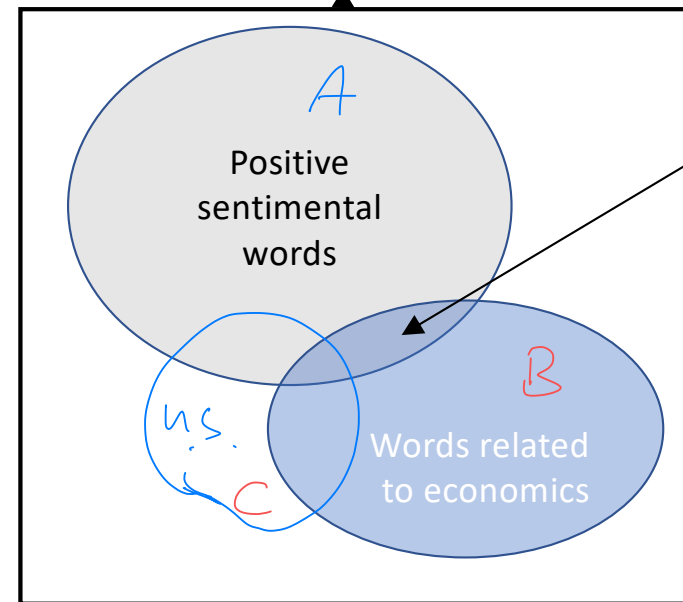 A
Positive
sentimental
words
B
n.s.
Words related
C
to economics